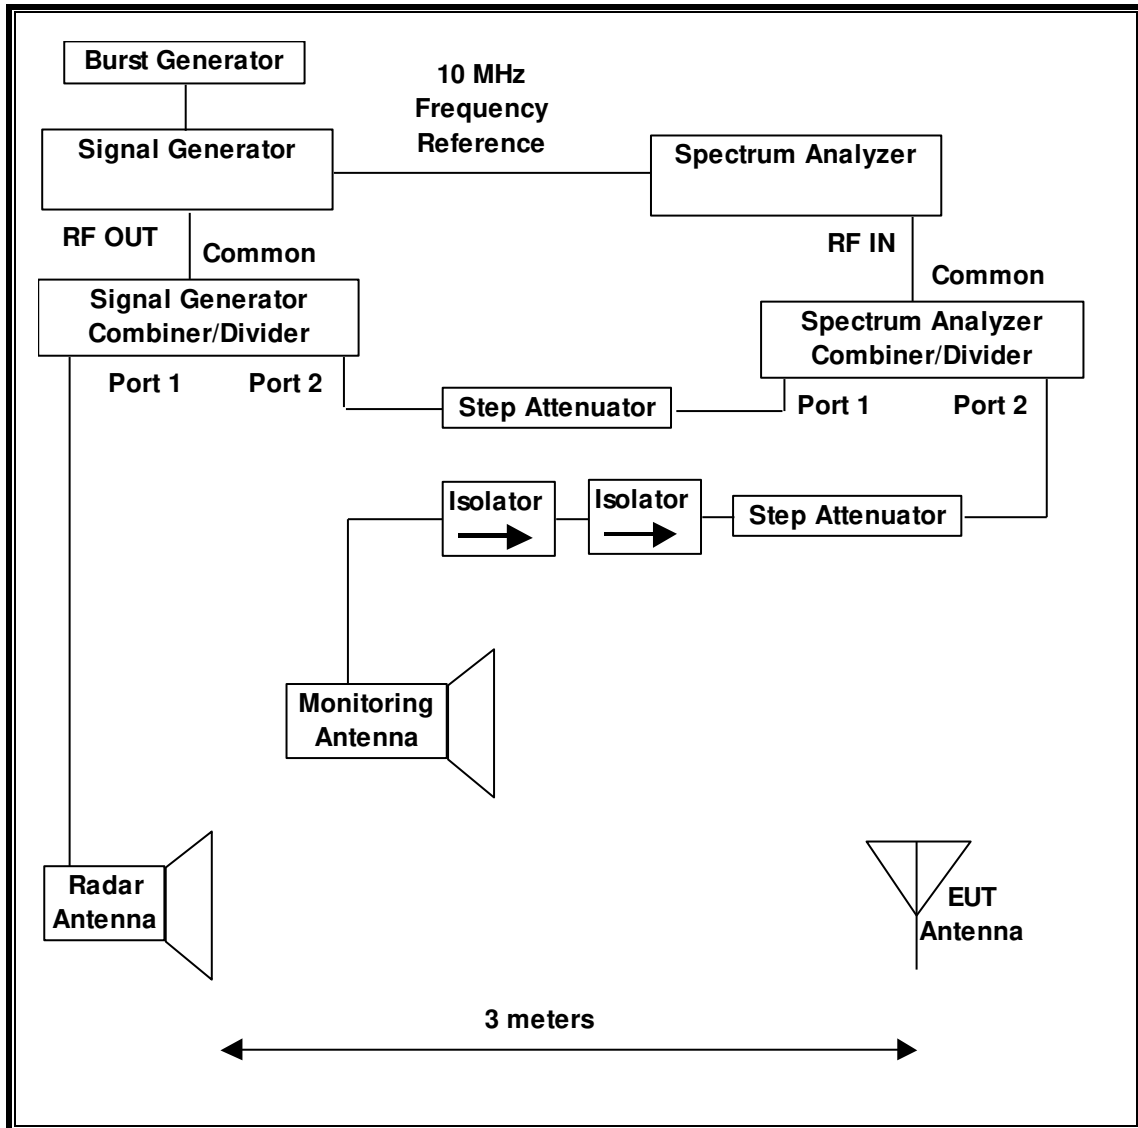 Burst Generator
10 MHz
Frequency
Reference
Signal Generator
Spectrum Analyzer
RF OUT
Common
RF IN
Common
Signal Generator
Combiner/Divider
Spectrum Analyzer
Combiner/Divider
Port 1
Port 2
Step Attenuator
Port 1
Port 2
Isolator
Isolator
Step Attenuator
Monitoring
Antenna
Radar
Antenna
EUT
Antenna
3 meters